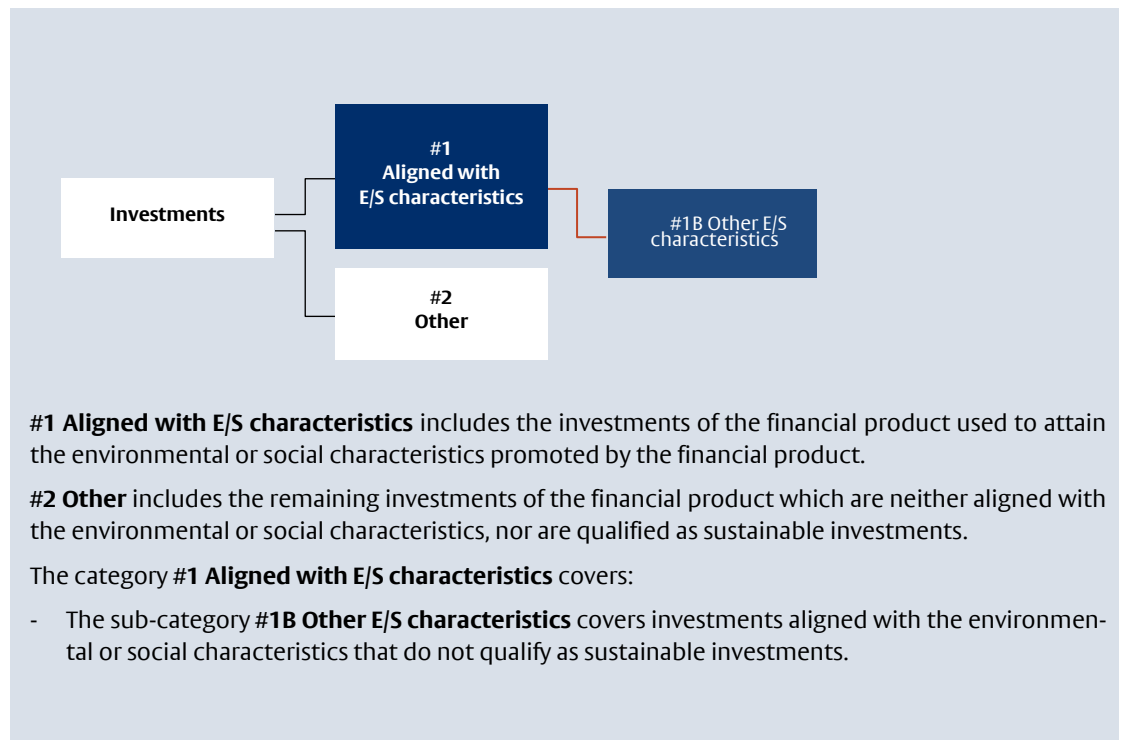 #1
Aligned with
E/S characteristics
Investments
#1B Other E/S
characteristics
#2
Other
#1 Aligned with E/S characteristics includes the investments of the financial product used to attain
the environmental or social characteristics promoted by the financial product.
#2 Other includes the remaining investments of the financial product which are neither aligned with
the environmental or social characteristics, nor are qualified as sustainable investments.
The category #1 Aligned with E/S characteristics covers:
- The sub-category #1B Other E/S characteristics covers investments aligned with the environmen-
tal or social characteristics that do not qualify as sustainable investments.